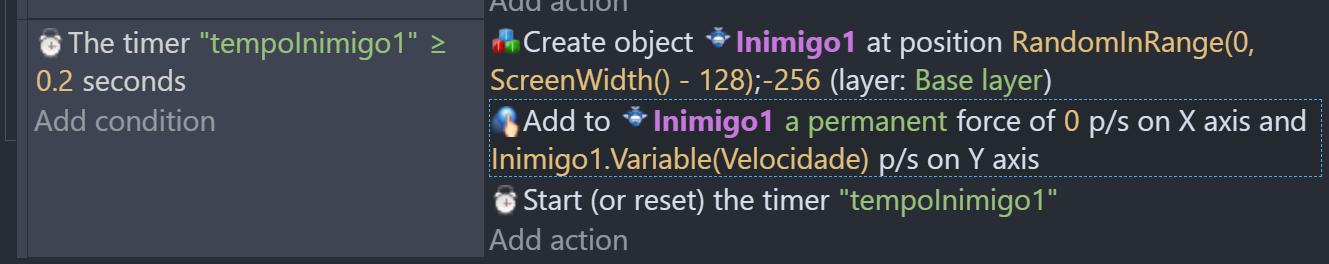 Add action
The timer "tempoInimigo1" ≥
0.2 seconds
Add condition
Create object Inimigo1 at position RandomInRange(0,
ScreenWidth() - 128);-256 (layer: Base layer)
Add to Inimigo1 a permanent force of 0 p/s on X axis and
Inimigo1.Variable(Velocidade) p/s on Y axis
Start (or reset) the timer "tempoInimigo1"
Add action